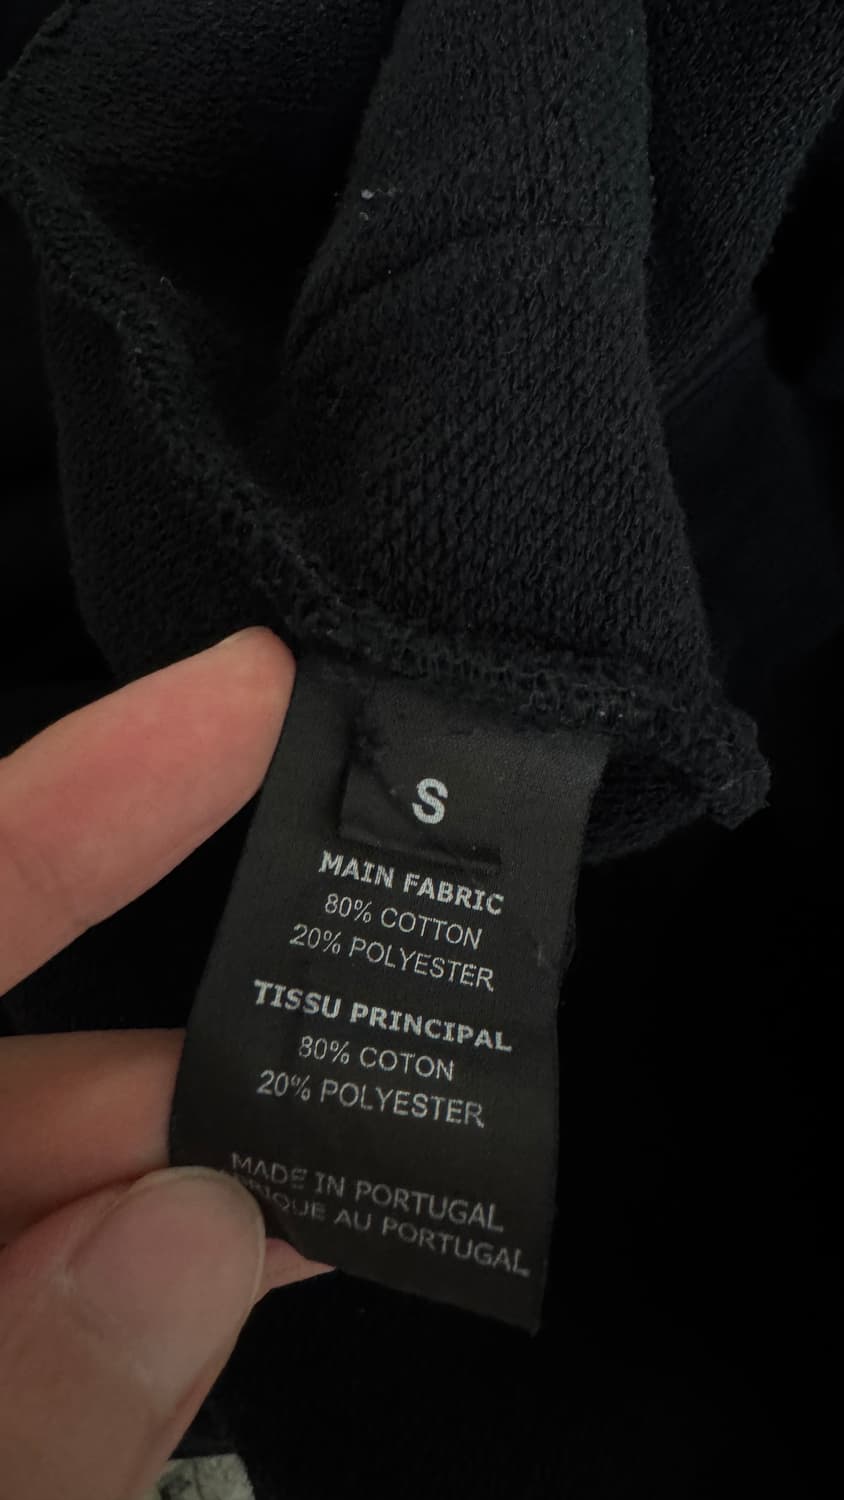 S
MAIN FABRIC
80% COTTON
20% POLYESTER
TISSU PRINCIPAL
80% COTON
20% POLYESTER
MADE IN PORTUGAL
AU PORTUGAL